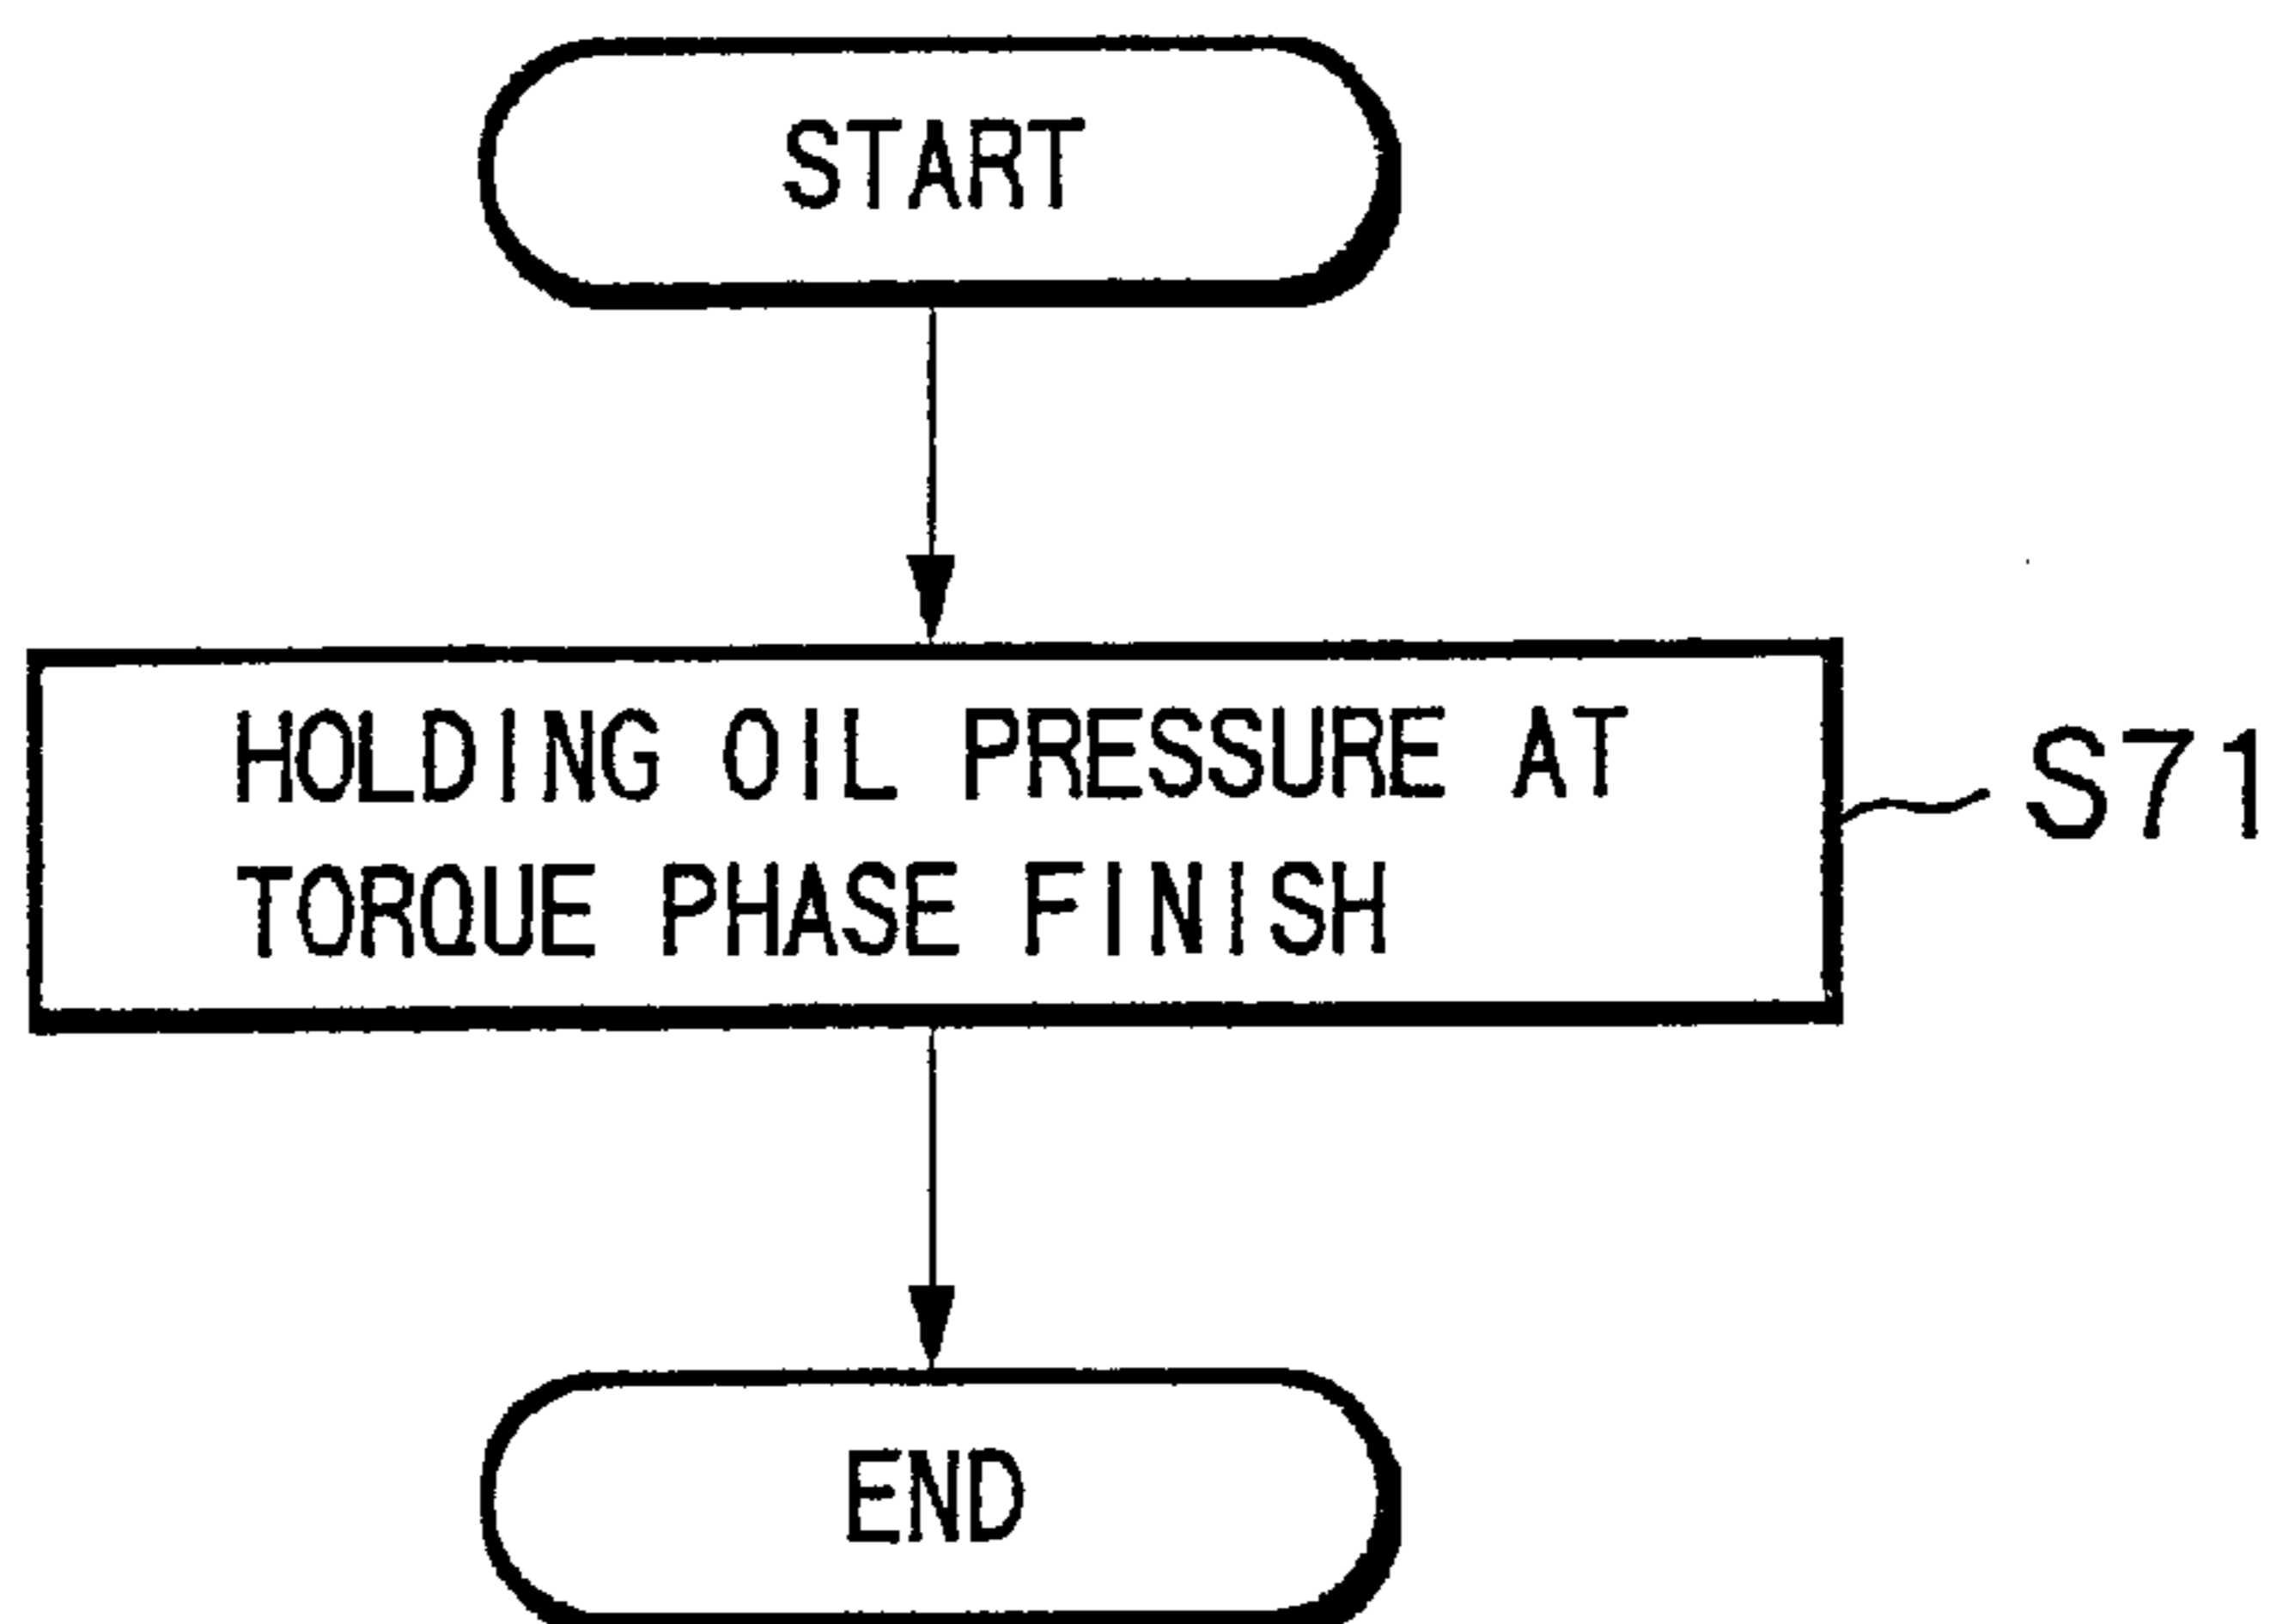 START
HOLDING OIL PRESSURE AT
TORQUE PHASE FINISH
S71
END